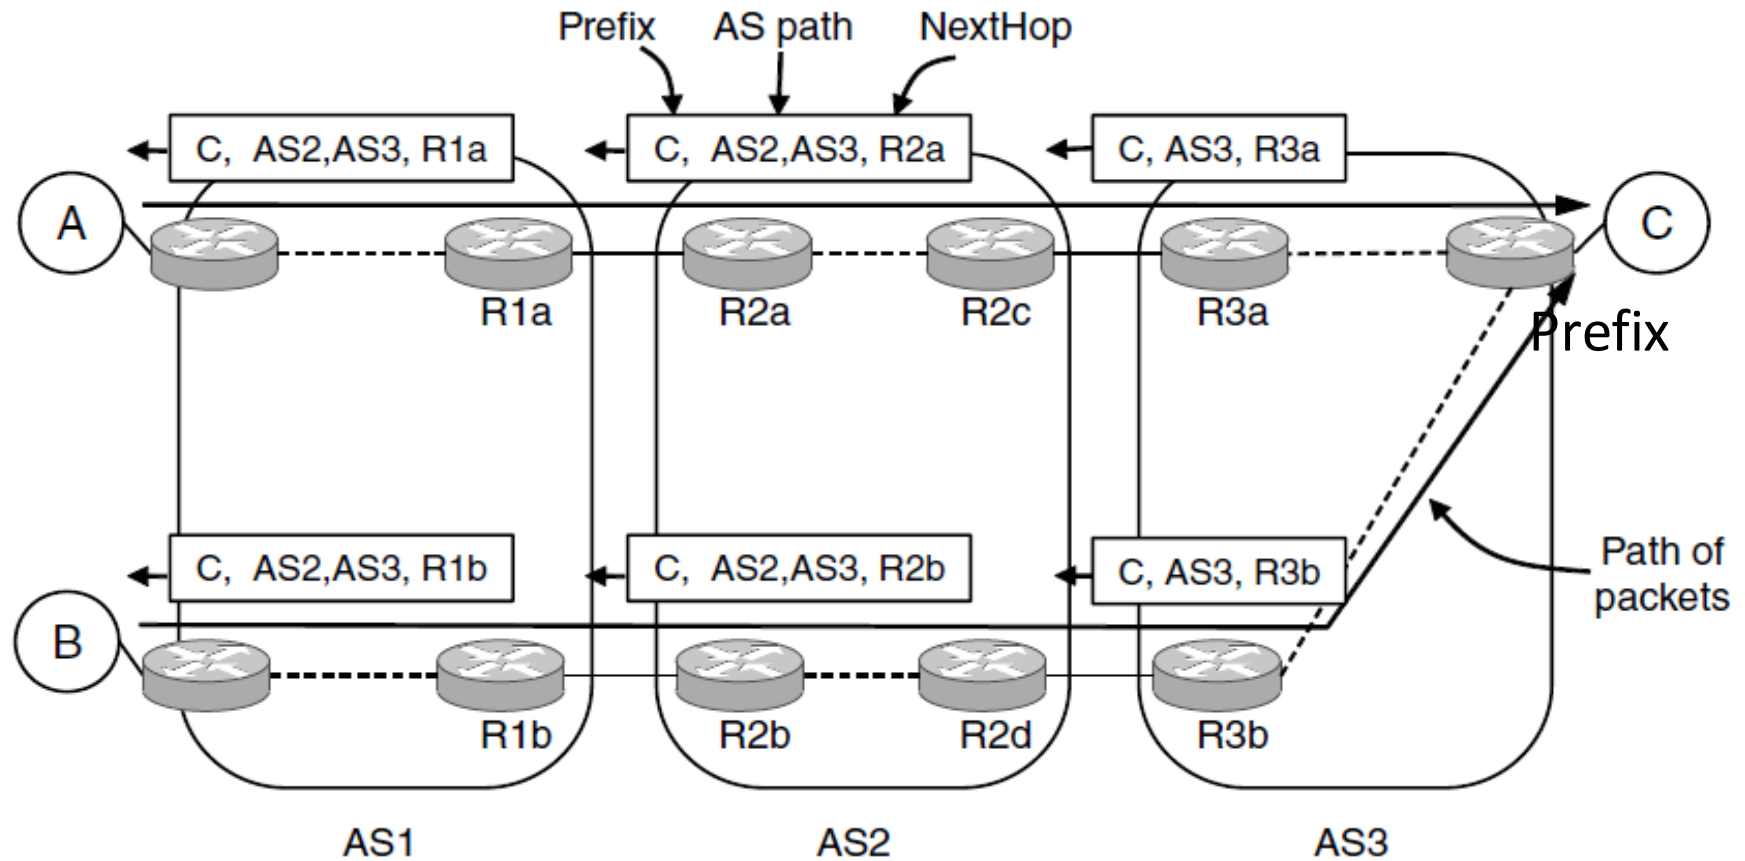 Prefix AS path NextHop
C, AS2,AS3, R1a
C, AS2,AS3, R2a
C, AS3, R3a
A
C
R1a
R2a
R2c
R3a
Prefix
C, AS2,AS3, R1b
C, AS2,AS3, R2b
C, AS3, R3b
Path of
packets
B
R1b
R2b
R2d
R3b
AS1
AS2
AS3